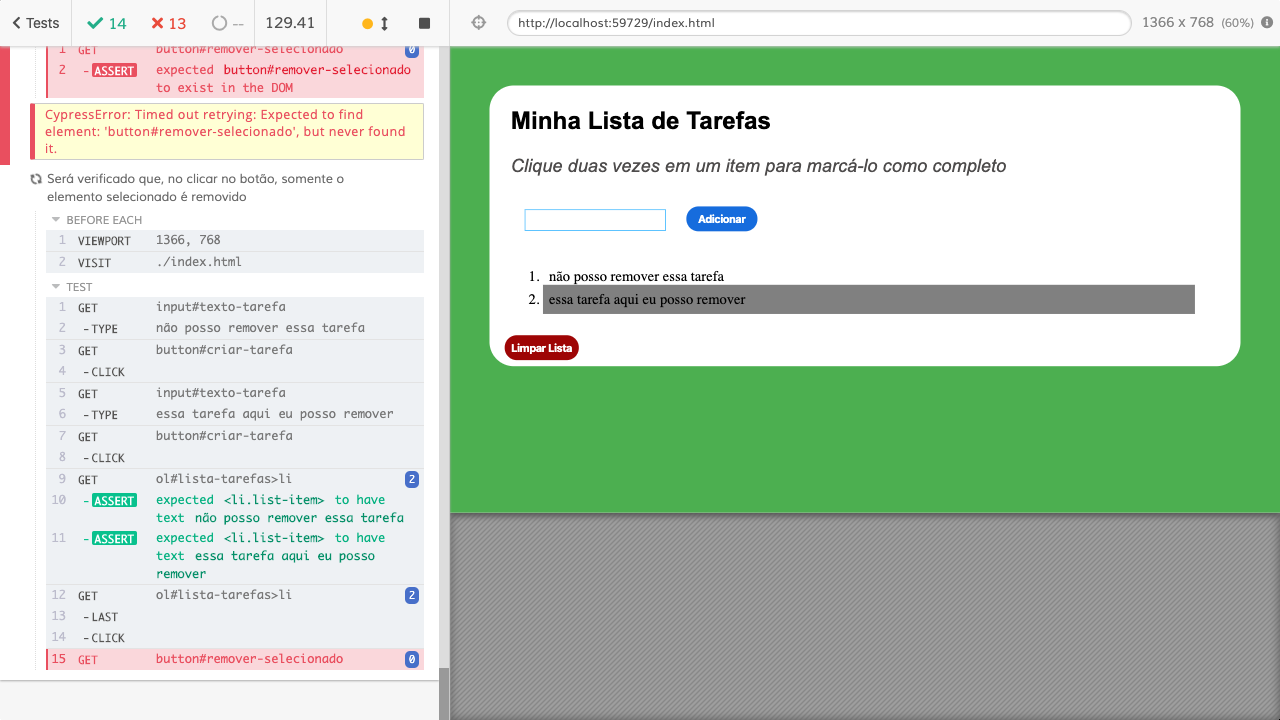 Tests 14 13 -- 129.41
1 GET button#remover-selecionado 0
2 -ASSERT expected button#remover-selecionado
to exist in the DOM
CypressError: Timed out retrying: Expected to find
element: 'button#remover-selecionado', but never found
it.
Será verificado que, no clicar no botão, somente o
elemento selecionado é removido
BEFORE EACH
1 VIEWPORT 1366, 768
2 VISIT ./index.html
TEST
1 GET input#texto-tarefa
2 -TYPE não posso remover essa tarefa
3 GET button#criar-tarefa
4 -CLICK
5 GET input#texto-tarefa
6 -TYPE essa tarefa aqui eu posso remover
7 GET button#criar-tarefa
8 -CLICK
9 GET ol#lista-tarefas>li 2
10 -ASSERT expected <li.list-item> to have
text não posso remover essa tarefa
11 -ASSERT expected <li.list-item> to have
text essa tarefa aqui eu posso
remover
12 GET ol#lista-tarefas>li 2
13 -LAST
14 -CLICK
15 GET button#remover-selecionado 0
http://localhost:59729/index.html 1366 x 768 (60%)
Minha Lista de Tarefas
Clique duas vezes em um item para marcá-lo como completo
Adicionar
1. não posso remover essa tarefa
2. essa tarefa aqui eu posso remover
Limpar Lista